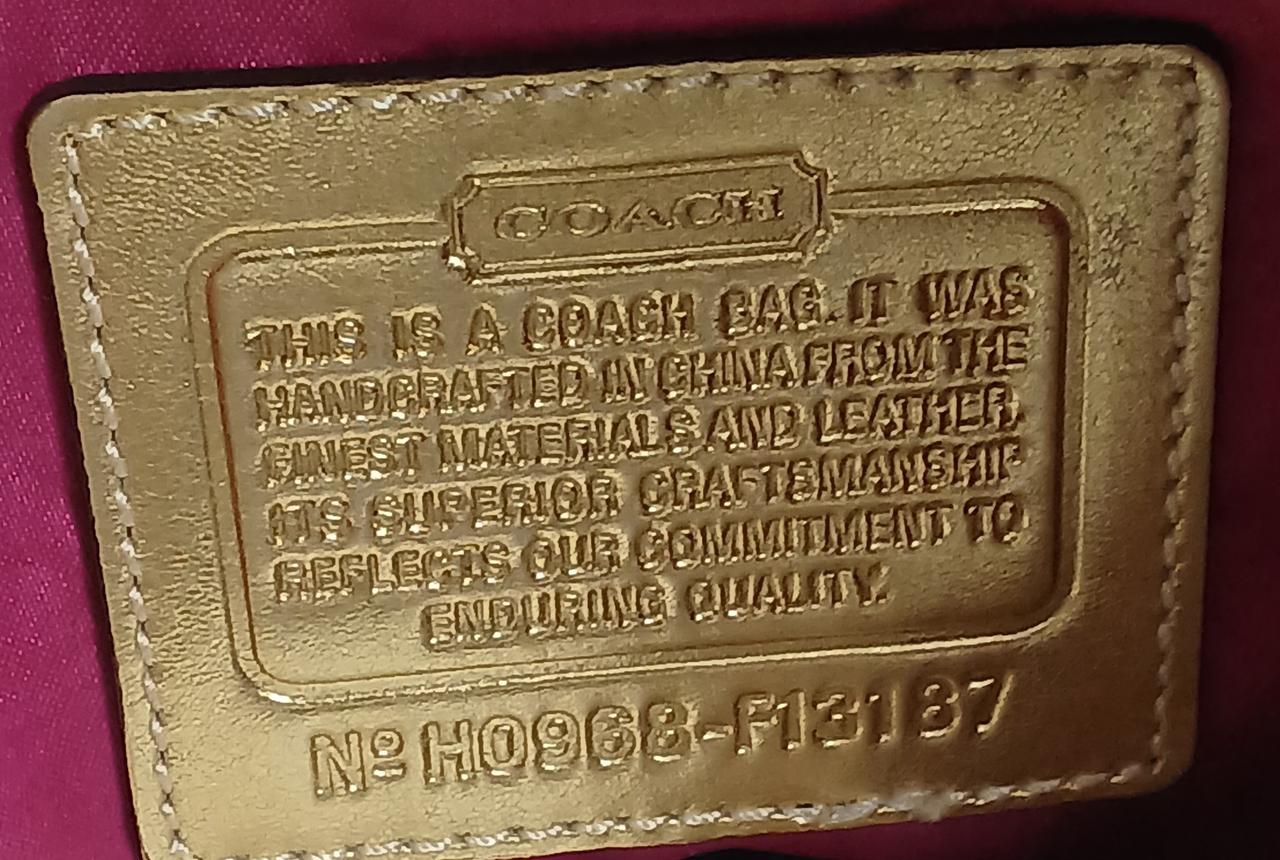 COACH
THIS IS A COACH BAG. IT WAS
HANDCRAFTED IN CHINA FROM THE
FINEST MATERIALS AND LEATHER.
ITS SUPERIOR CRAFTSMANSHIP
REFLECTS OUR COMMITMENT TO
ENDURING QUALITY.
Nº H0968-F13187